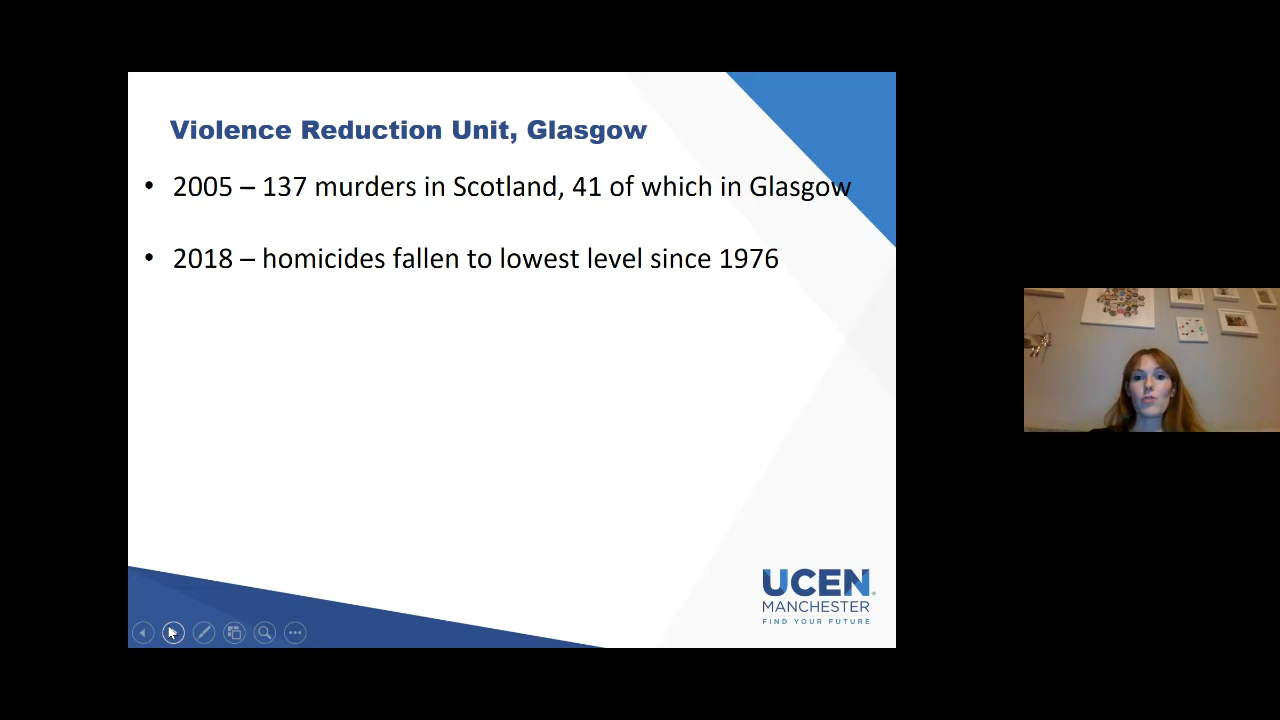 Violence Reduction Unit, Glasgow
• 2005 – 137 murders in Scotland, 41 of which in Glasgow
• 2018 – homicides fallen to lowest level since 1976
UCEN
MANCHESTER
FIND YOUR FUTURE